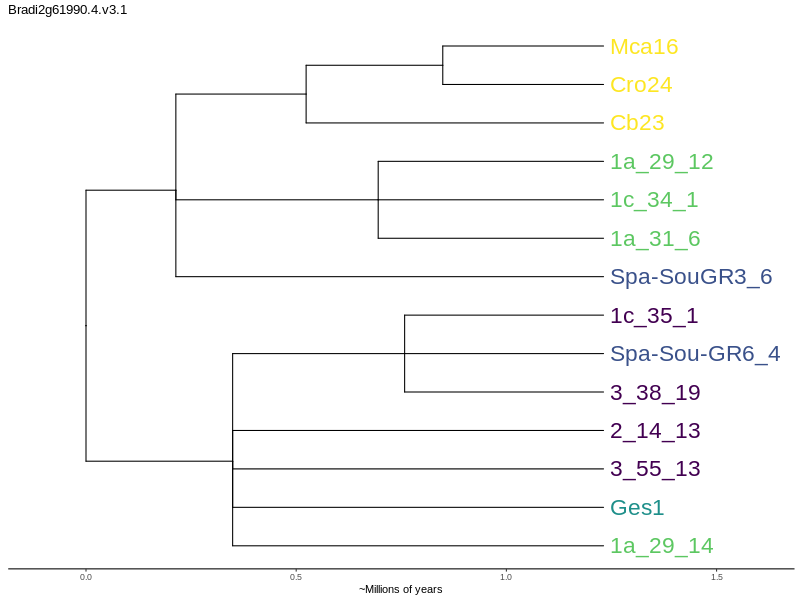 Bradi2g61990.4.v3.1
Mca16
Cro24
Cb23
1a_29_12
1c_34_1
1a_31_6
Spa-SouGR3_6
1c_35_1
Spa-Sou-GR6_4
3_38_19
2_14_13
3_55_13
Ges1
1a_29_14
0.0 0.5 1.0 1.5
~Millions of years